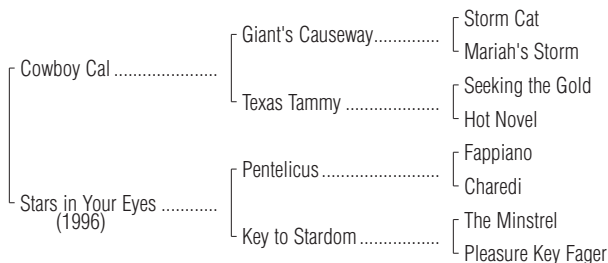 Storm Cat
Giant's Causeway..............
Mariah's Storm
Cowboy Cal ......................
Seeking the Gold
Texas Tammy ....................
Hot Novel
Fappiano
Pentelicus.........................
Charedi
Stars in Your Eyes ............
(1996)
The Minstrel
Key to Stardom.................
Pleasure Key Fager